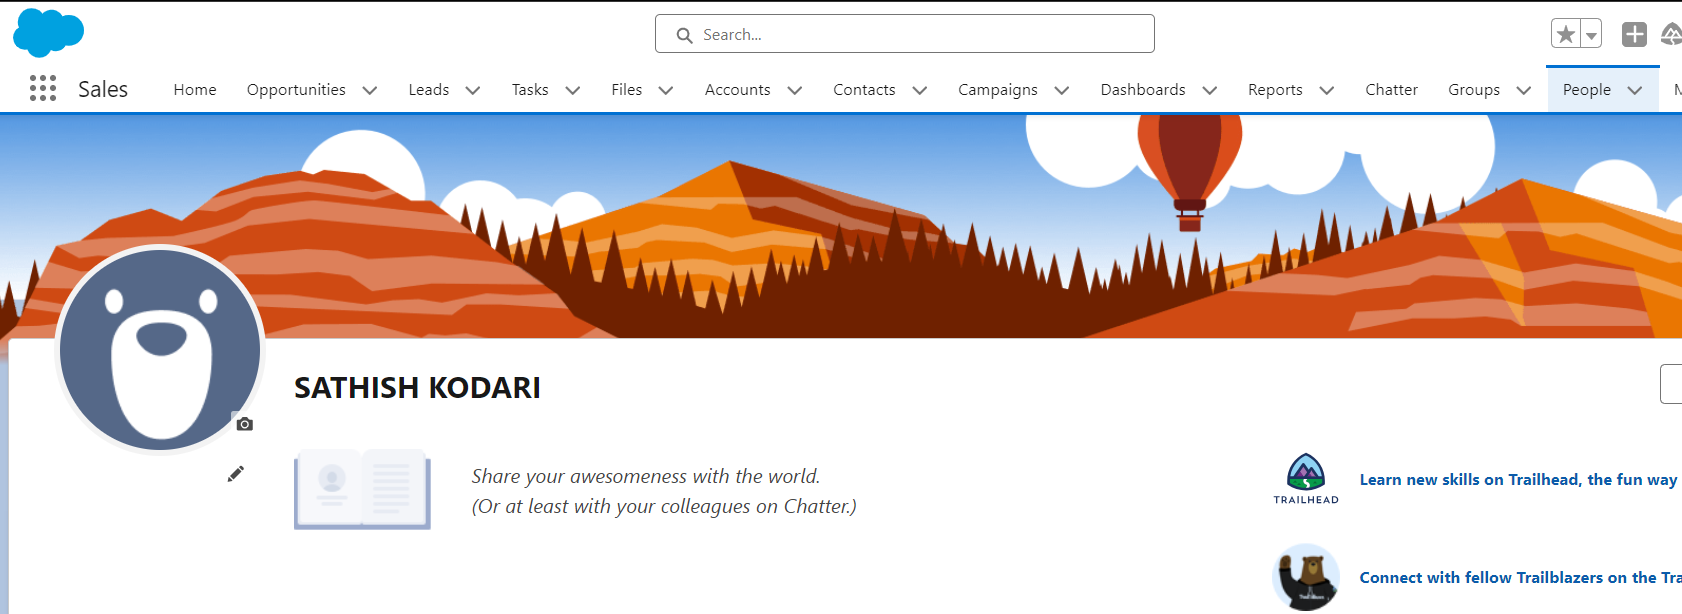 Search...
Sales Home Opportunities Leads Tasks Files Accounts Contacts Campaigns Dashboards Reports Chatter Groups People
SATHISH KODARI
Share your awesomeness with the world.
(Or at least with your colleagues on Chatter.)
TRAILHEAD
Learn new skills on Trailhead, the fun way
Connect with fellow Trailblazers on the